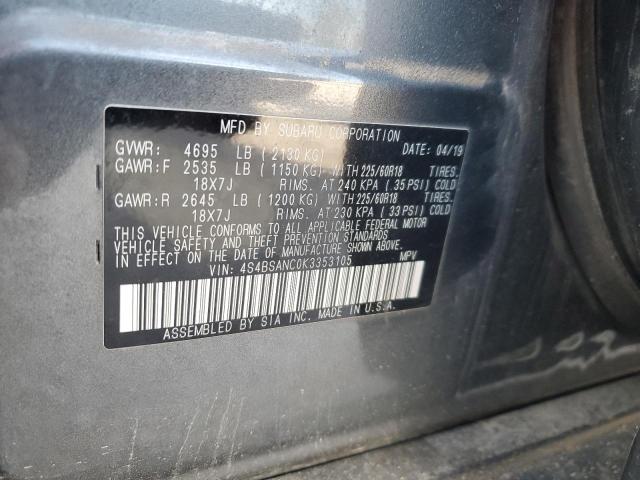 MFD BY SUBARU CORPORATION
GVWR: 4695 LB ( 2130 KG) 04/19
GAWR:F 2535 LB ( 1150 KG) WITH 225/60R18 TIRES.
18X7J RIMS. AT 240 KPA ( 35 PSI) COLD
GAWR:R 2645 LB ( 1200 KG) WITH 225/60R18 TIRES.
18X7J RIMS. AT 230 KPA ( 33 PSI) COLD
THIS VEHICLE CONFORMS TO ALL APPLICABLE FEDERAL MOTOR
VEHICLE SAFETY AND THEFT PREVENTION STANDARDS IN EFFECT
ON THE DATE OF MANUFACTURE SHOWN ABOVE.
VIN: 4S4BSANC0K3353105 MPV
ASSEMBLED BY SIA INC. MADE IN U.S.A.